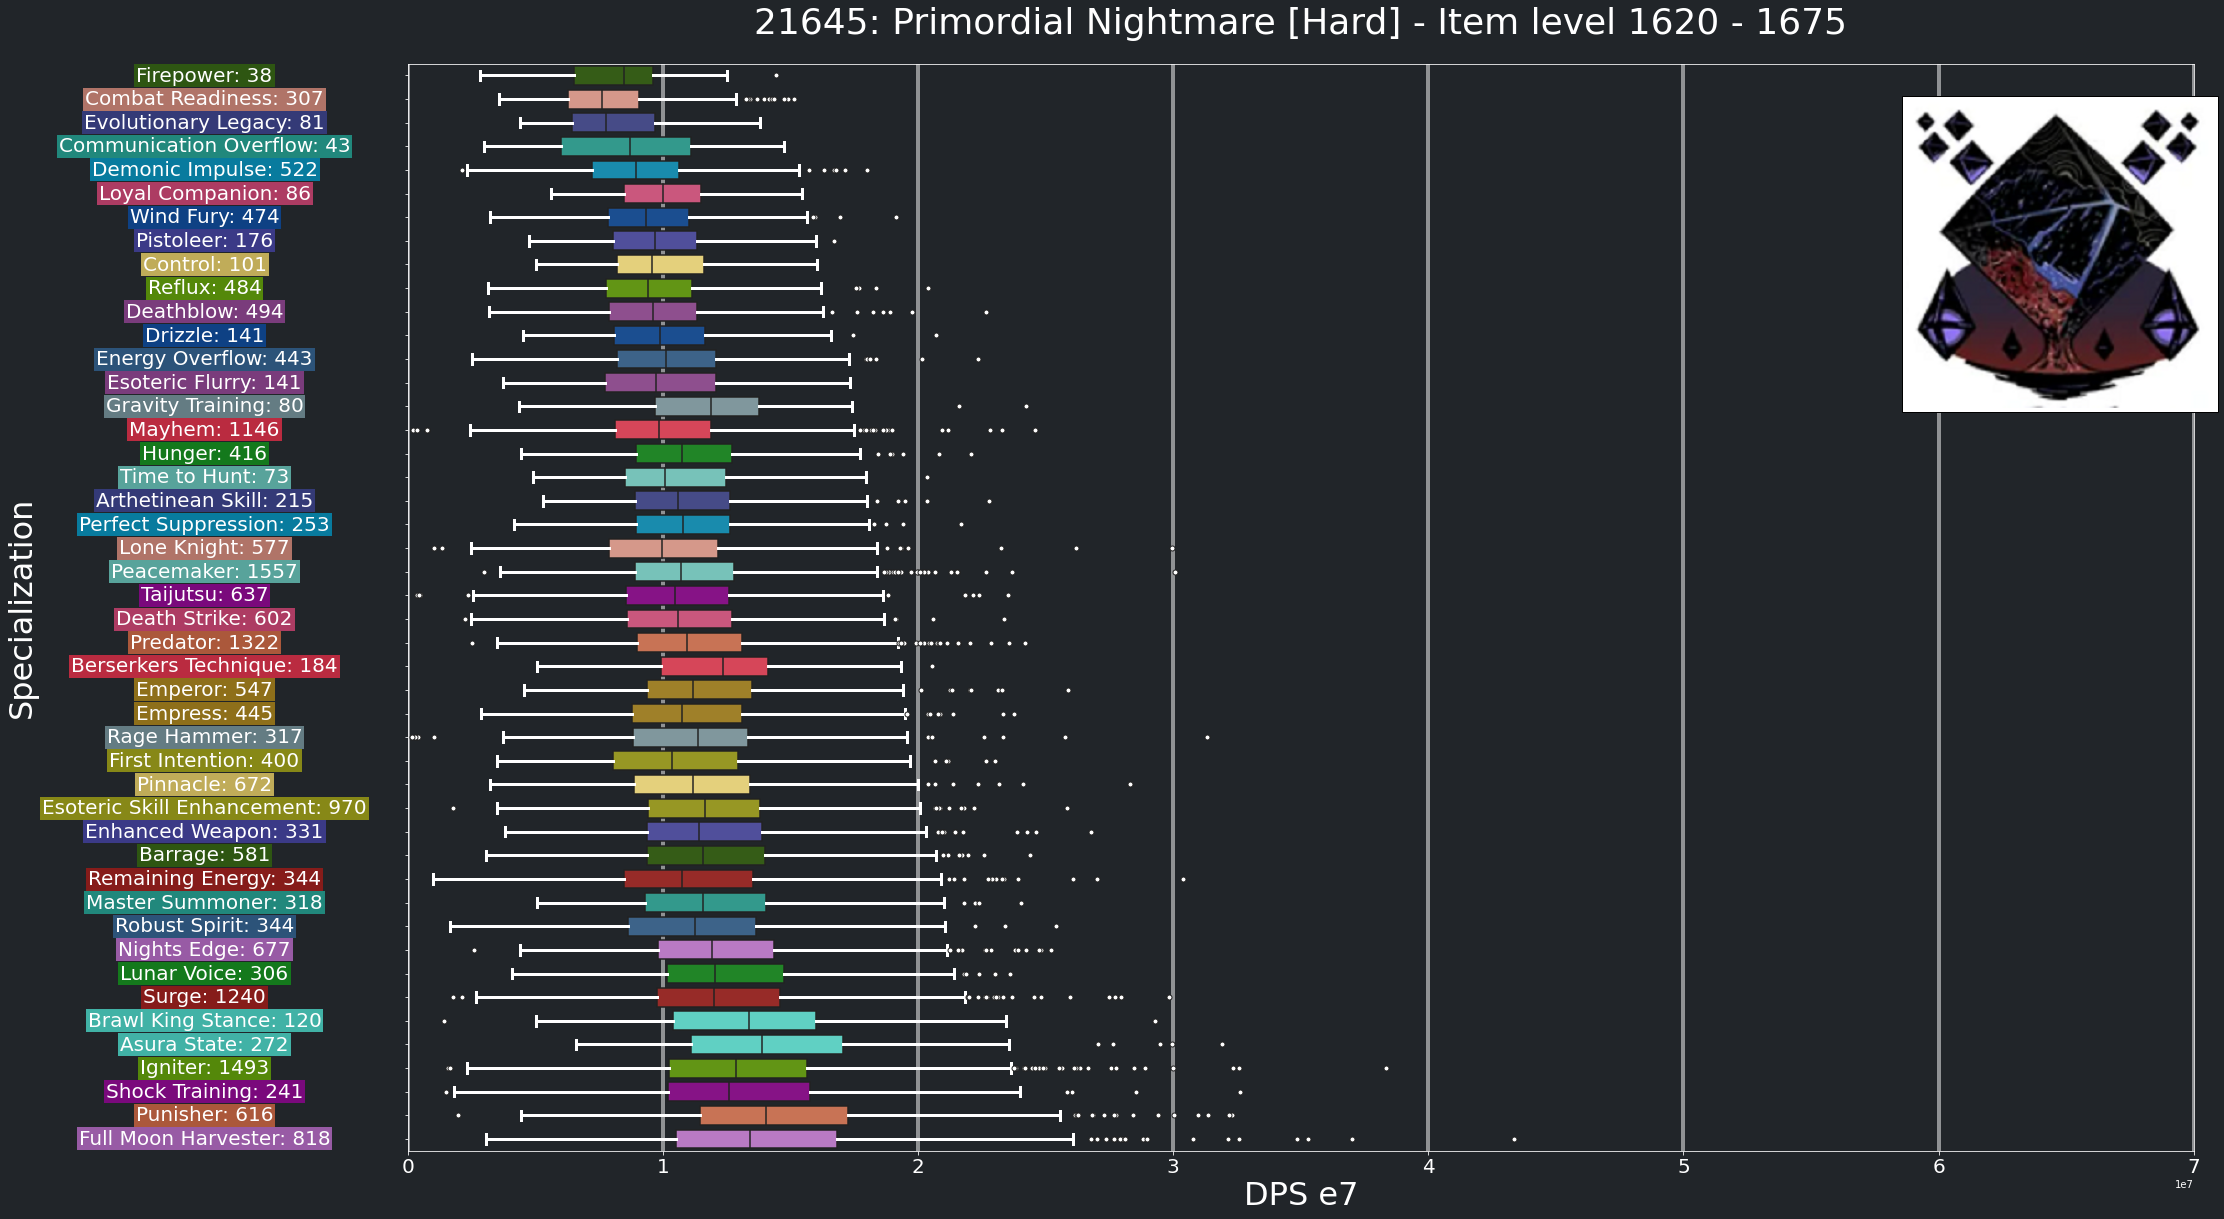 21645: Primordial Nightmare [Hard] - Item level 1620 - 1675
Specialization
Firepower: 38
Combat Readiness: 307
Evolutionary Legacy: 81
Communication Overflow: 43
Demonic Impulse: 522
Loyal Companion: 86
Wind Fury: 474
Pistoleer: 176
Control: 101
Reflux: 484
Deathblow: 494
Drizzle: 141
Energy Overflow: 443
Esoteric Flurry: 141
Gravity Training: 80
Mayhem: 1146
Hunger: 416
Time to Hunt: 73
Arthetinean Skill: 215
Perfect Suppression: 253
Lone Knight: 577
Peacemaker: 1557
Taijutsu: 637
Death Strike: 602
Predator: 1322
Berserkers Technique: 184
Emperor: 547
Empress: 445
Rage Hammer: 317
First Intention: 400
Pinnacle: 672
Esoteric Skill Enhancement: 970
Enhanced Weapon: 331
Barrage: 581
Remaining Energy: 344
Master Summoner: 318
Robust Spirit: 344
Nights Edge: 677
Lunar Voice: 306
Surge: 1240
Brawl King Stance: 120
Asura State: 272
Igniter: 1493
Shock Training: 241
Punisher: 616
Full Moon Harvester: 818
0 1 2 3 4 5 6 7
DPS e7
1e7